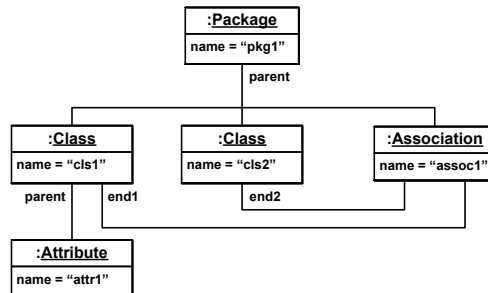 :Package
name = “pkg1”
parent
:Class
name = “cls1”
:Class
name = “cls2”
:Association
name = “assoc1”
parent
end1
end2
:Attribute
name = “attr1”